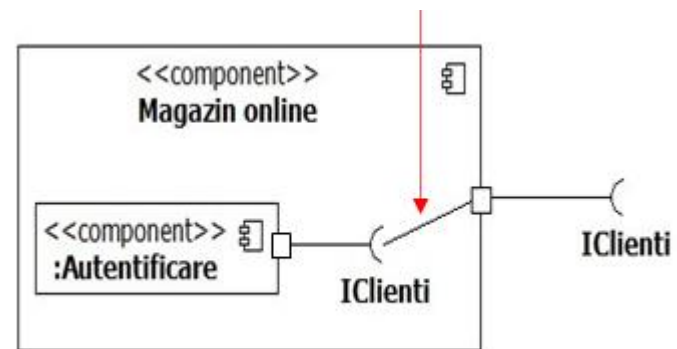 <<component>>
Magazin online
<<component>>
:Autentificare
IClienti
IClienti